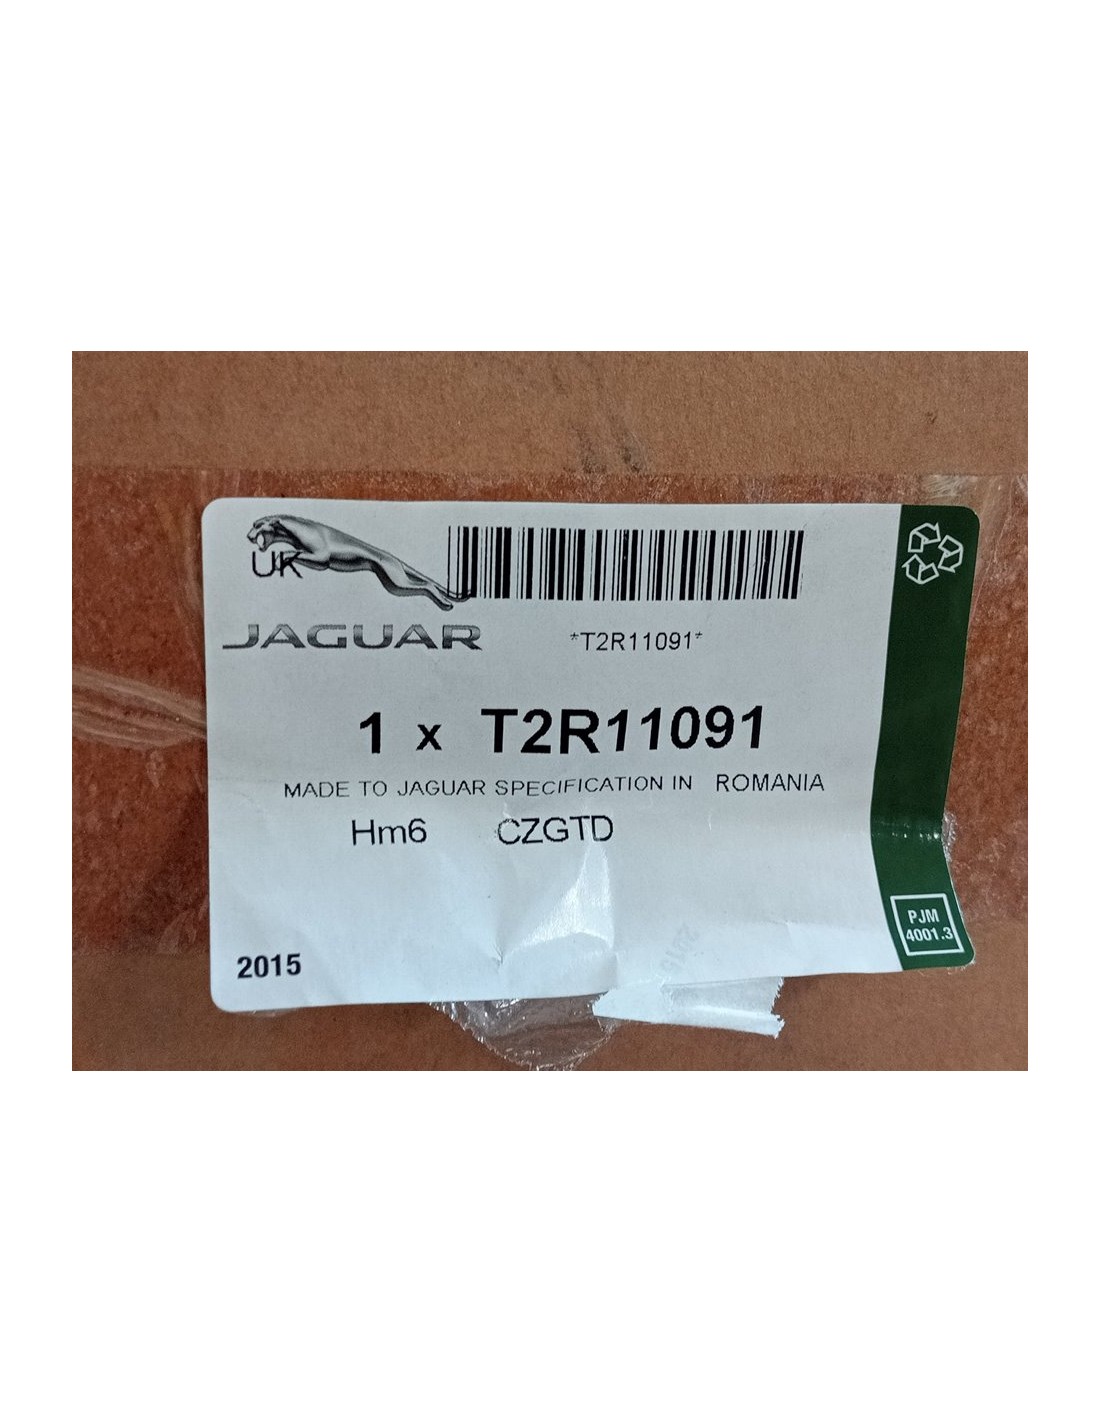 UK
JAGUAR
*T2R11091*
1 x T2R11091
MADE TO JAGUAR SPECIFICATION IN ROMANIA
Hm6 CZGTD
2015
PJM
4001.3